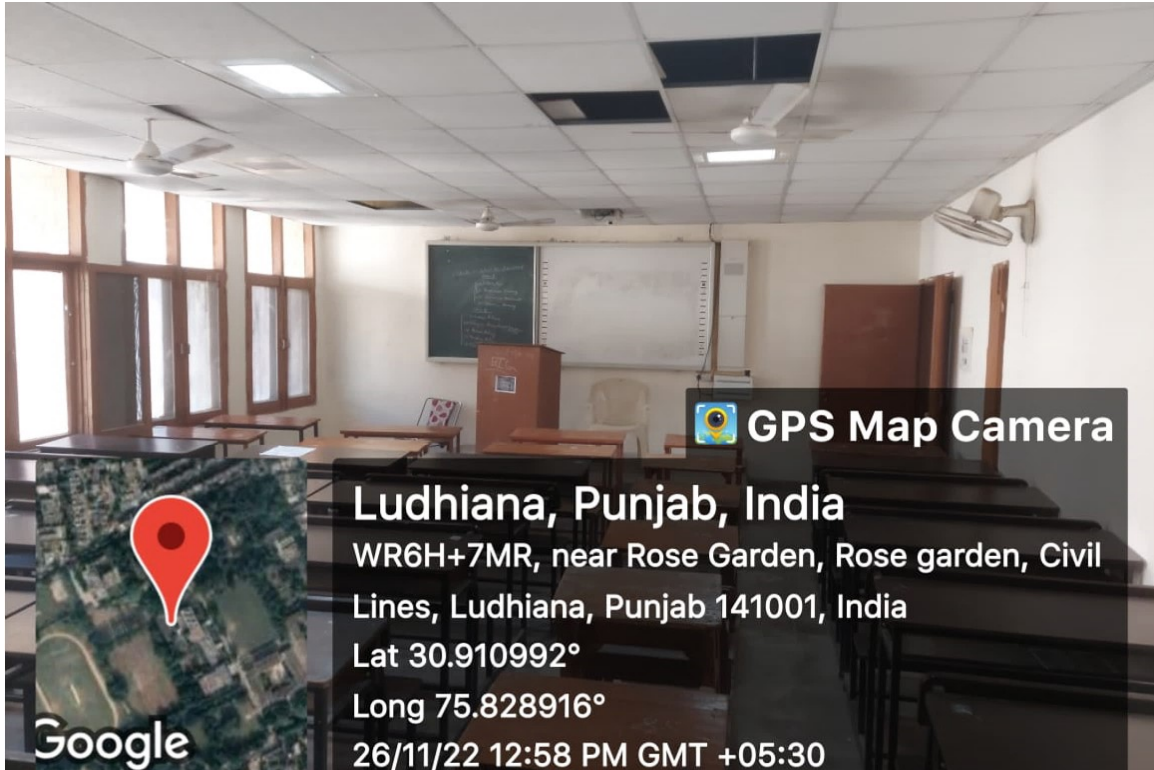 GPS Map Camera
Ludhiana, Punjab, India
WR6H+7MR, near Rose Garden, Rose garden, Civil
Lines, Ludhiana, Punjab 141001, India
Lat 30.910992°
Long 75.828916°
26/11/22 12:58 PM GMT +05:30
Google